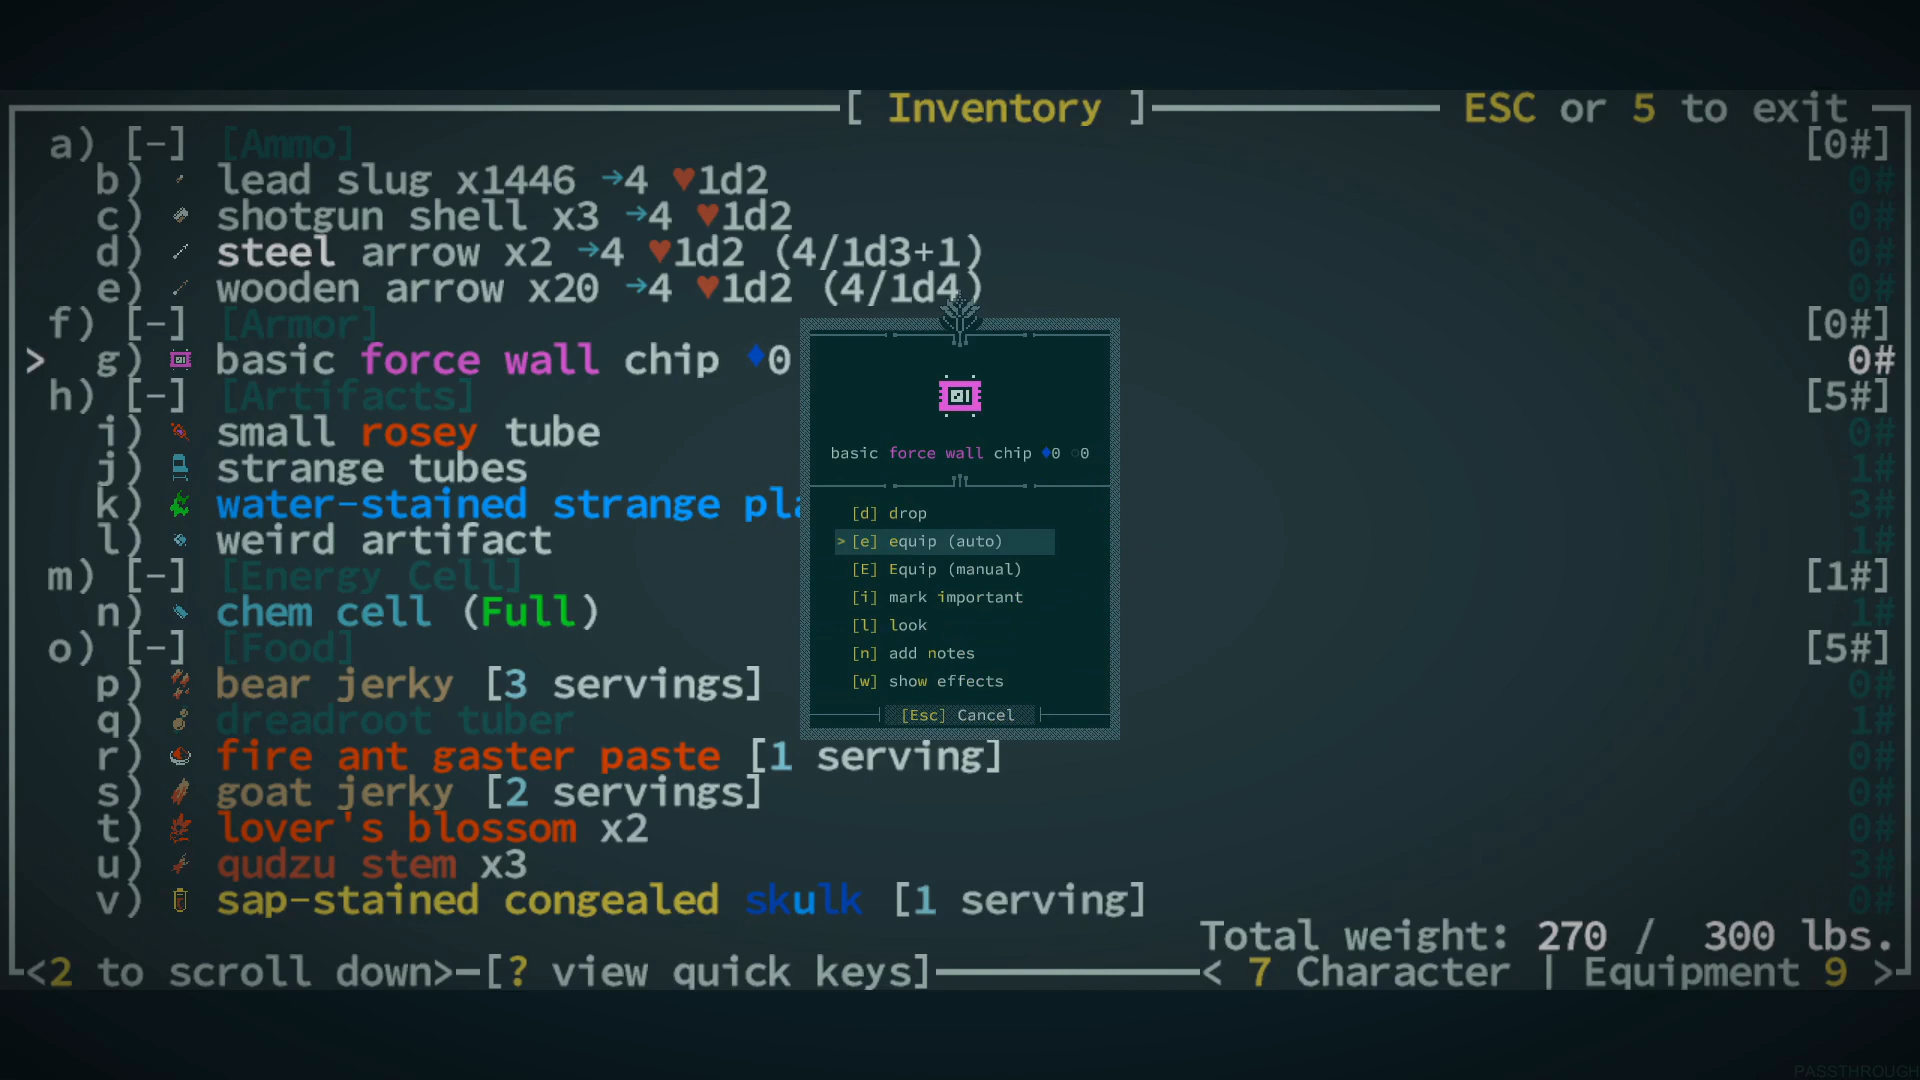 [ Inventory ] ESC or 5 to exit
a) [-] [Ammo] [0#]
b) lead slug x1446 →4 ♥1d2 0#
c) shotgun shell x3 →4 ♥1d2 0#
d) steel arrow x2 →4 ♥1d2 (4/1d3+1) 0#
e) wooden arrow x20 →4 ♥1d2 (4/1d4) 0#
f) [-] [Armor] [0#]
> g) basic force wall chip ♦0 0#
h) [-] [Artifacts] [5#]
i) small rosey tube 0#
j) strange tubes 1#
k) water-stained strange pla 3#
l) weird artifact 1#
m) [-] [Energy Cell] [1#]
n) chem cell (Full) 1#
o) [-] [Food] [5#]
p) bear jerky [3 servings] 0#
q) dreadroot tuber 1#
r) fire ant gaster paste [1 serving] 0#
s) goat jerky [2 servings] 0#
t) lover's blossom x2 0#
u) qudzu stem x3 3#
v) sap-stained congealed skulk [1 serving] 0#
Total weight: 270 / 300 lbs.
<2 to scroll down> [? view quick keys] < 7 Character | Equipment 9 >
basic force wall chip ♦0 ○0
[d] drop
> [e] equip (auto)
[E] Equip (manual)
[i] mark important
[l] look
[n] add notes
[w] show effects
[Esc] Cancel
PASSTHROUGH